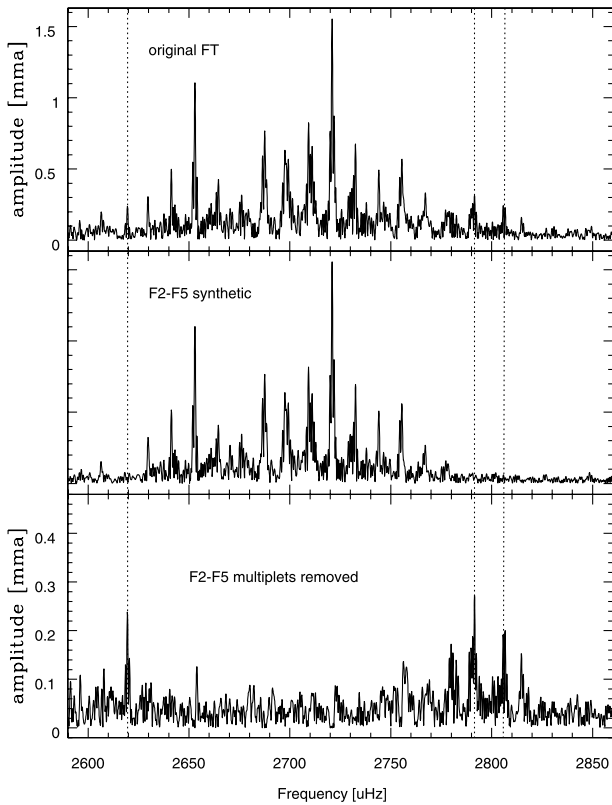 amplitude [mma]
original FT
1.5
1
0.5
0
F2-F5 synthetic
amplitude [mma]
F2-F5 multiplets removed
0.4
0.3
0.2
0.1
0
2600 2650 2700 2750 2800 2850
Frequency [uHz]